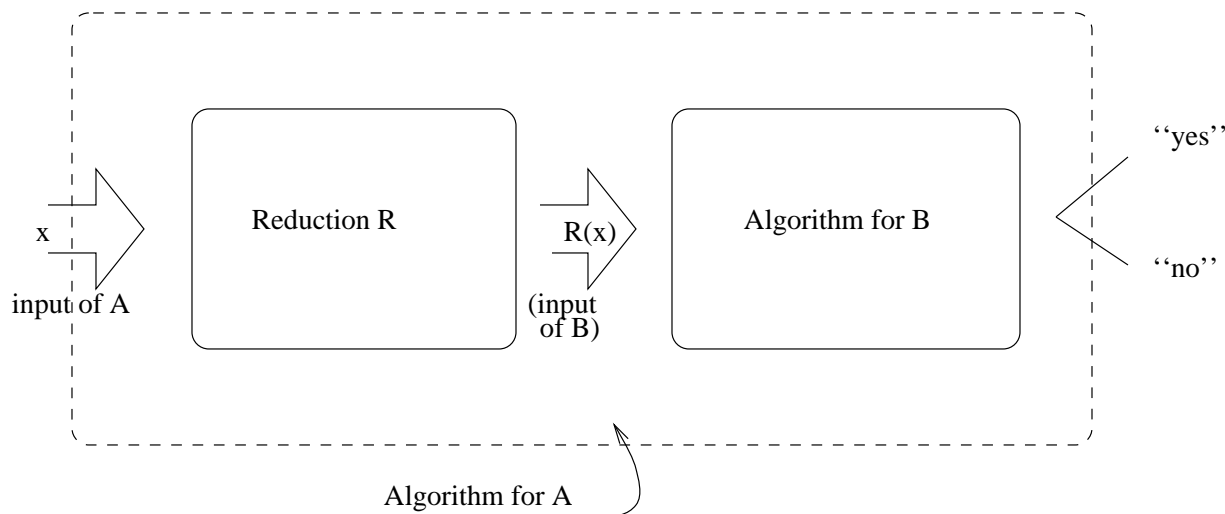 ‘‘yes’’
Reduction R
Algorithm for B
x
R(x)
‘‘no’’
input of A
(input
of B)
Algorithm for A